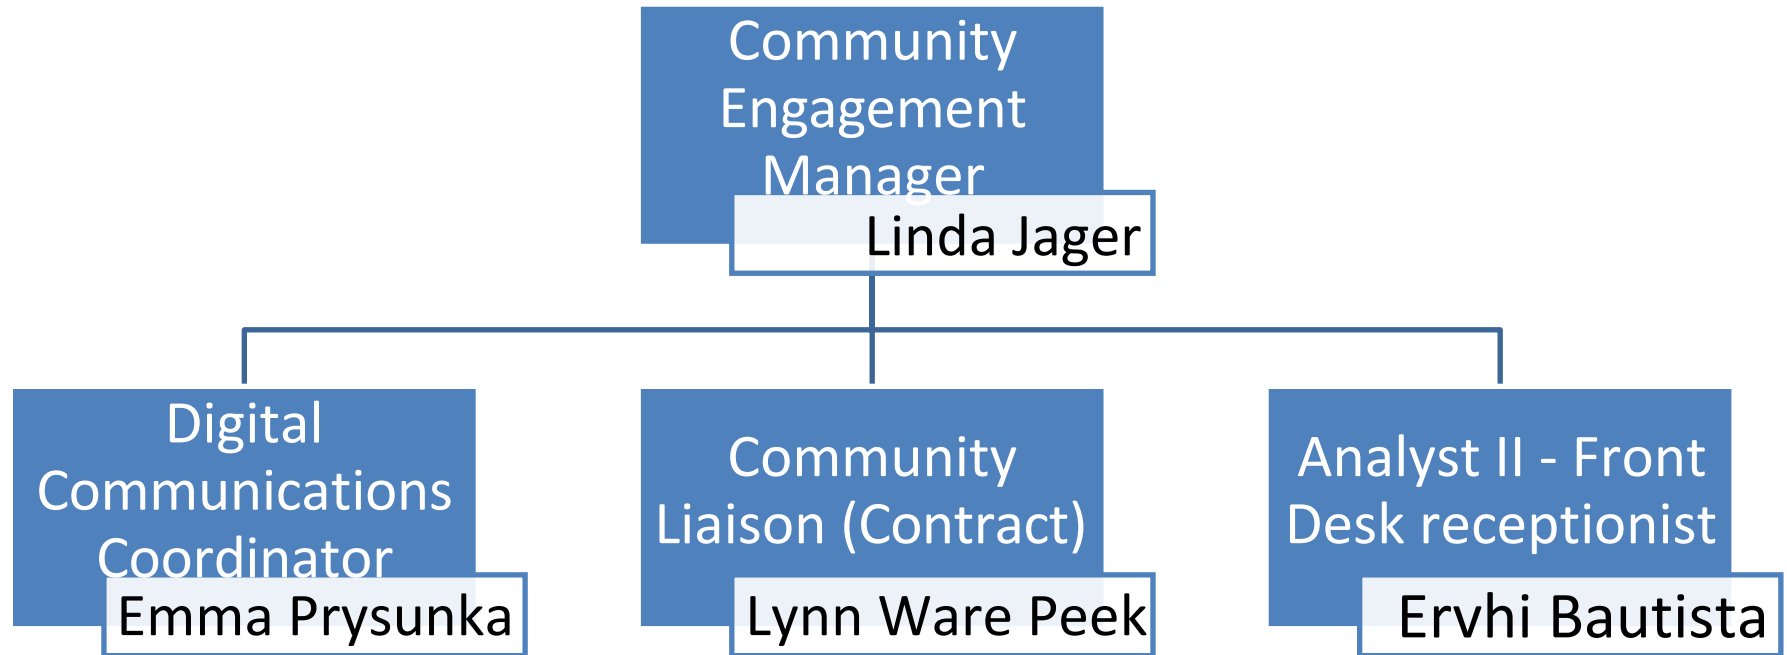 Community
Engagement
Manager
Linda Jager
Digital
Communications
Coordinator
Emma Prysunka
Community
Liaison (Contract)
Lynn Ware Peek
Analyst II - Front
Desk receptionist
Ervhi Bautista